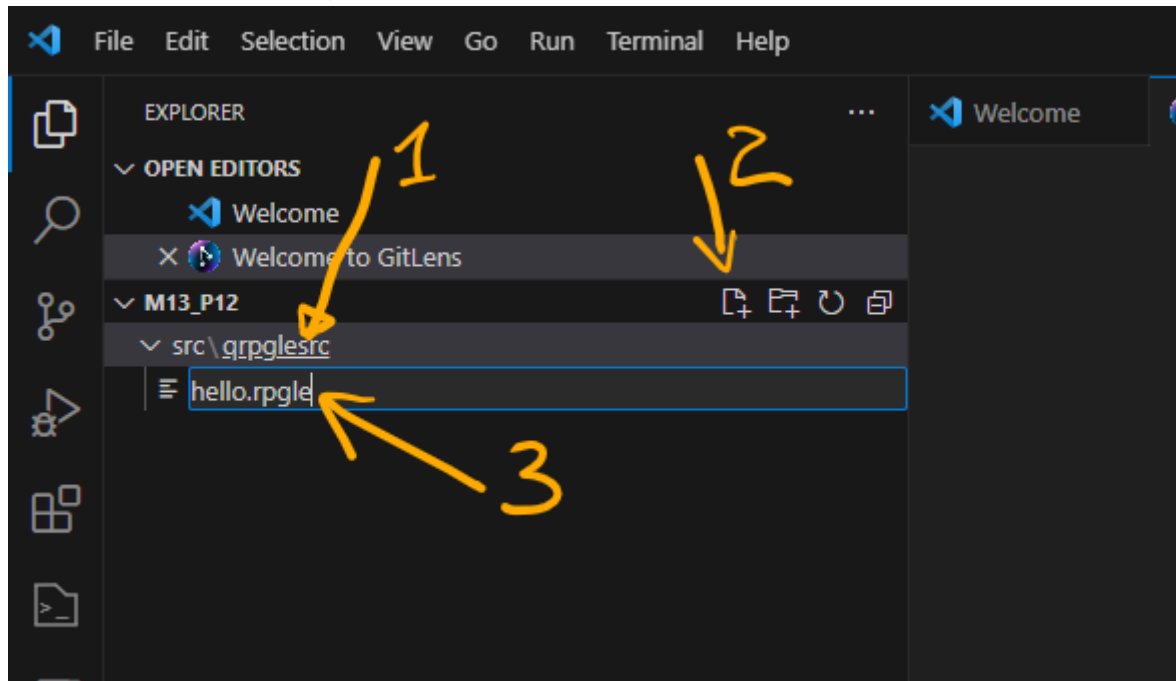 File Edit Selection View Go Run Terminal Help
EXPLORER ...
Welcome
1
2
OPEN EDITORS
Welcome
Welcome to GitLens
M13_P12
src\qrpglesrc
hello.rpgle
3